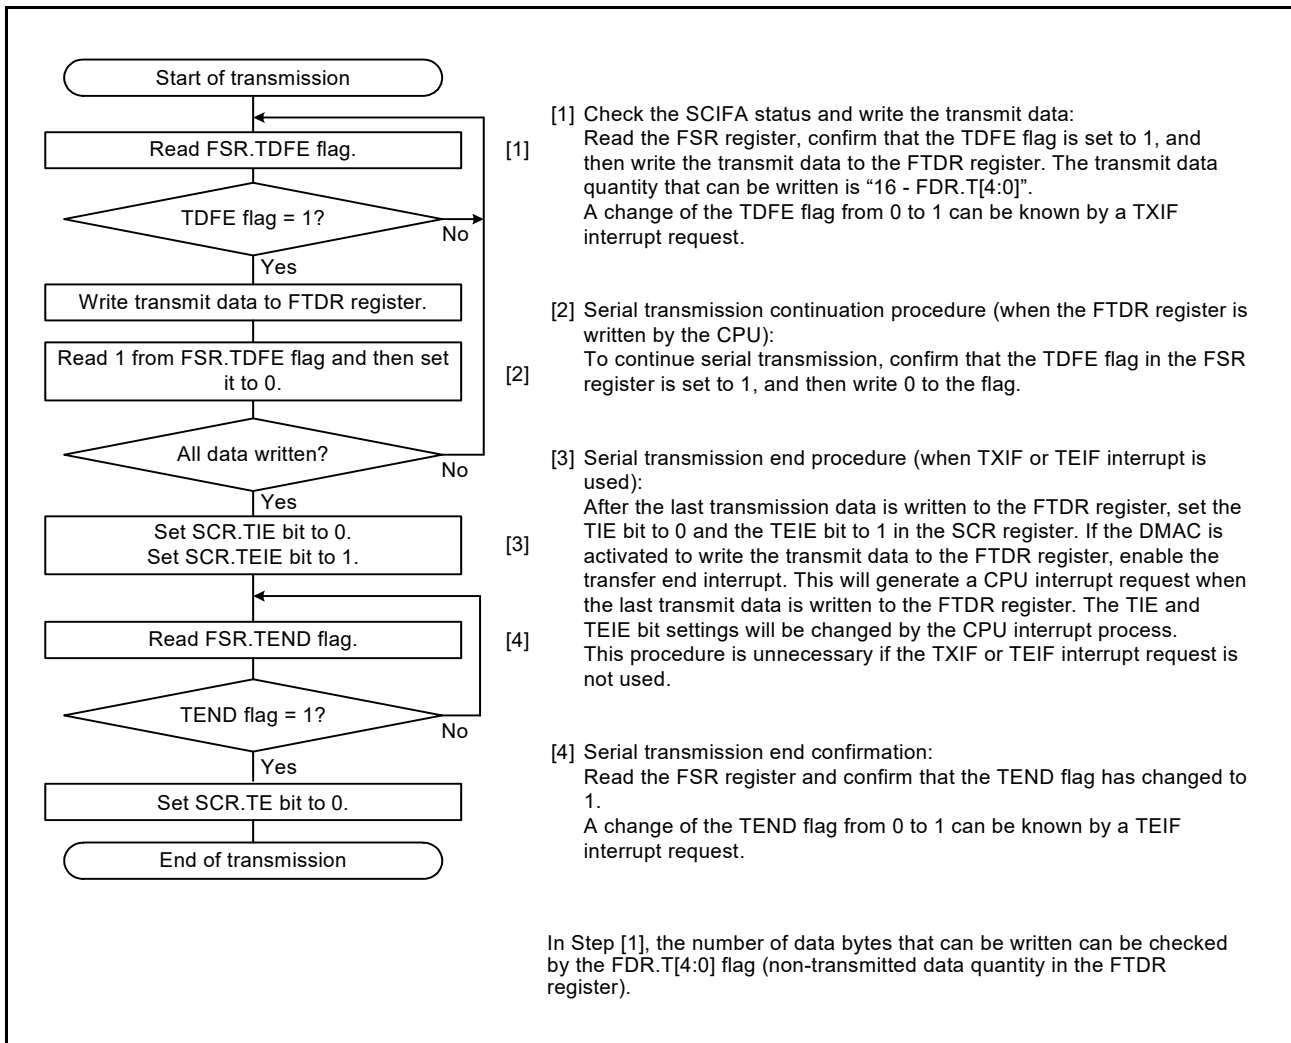 Start of transmission
Read FSR.TDFE flag.
[1]
TDFE flag = 1?
No
Yes
Write transmit data to FTDR register.
Read 1 from FSR.TDFE flag and then set
it to 0.
[2]
All data written?
No
Yes
Set SCR.TIE bit to 0.
Set SCR.TEIE bit to 1.
[3]
Read FSR.TEND flag.
[4]
TEND flag = 1?
No
Yes
Set SCR.TE bit to 0.
End of transmission
[1] Check the SCIFA status and write the transmit data:
Read the FSR register, confirm that the TDFE flag is set to 1, and
then write the transmit data to the FTDR register. The transmit data
quantity that can be written is “16 - FDR.T[4:0]”.
A change of the TDFE flag from 0 to 1 can be known by a TXIF
interrupt request.
[2] Serial transmission continuation procedure (when the FTDR register is
written by the CPU):
To continue serial transmission, confirm that the TDFE flag in the FSR
register is set to 1, and then write 0 to the flag.
[3] Serial transmission end procedure (when TXIF or TEIF interrupt is
used):
After the last transmission data is written to the FTDR register, set the
TIE bit to 0 and the TEIE bit to 1 in the SCR register. If the DMAC is
activated to write the transmit data to the FTDR register, enable the
transfer end interrupt. This will generate a CPU interrupt request when
the last transmit data is written to the FTDR register. The TIE and
TEIE bit settings will be changed by the CPU interrupt process.
This procedure is unnecessary if the TXIF or TEIF interrupt request is
not used.
[4] Serial transmission end confirmation:
Read the FSR register and confirm that the TEND flag has changed to
1.
A change of the TEND flag from 0 to 1 can be known by a TEIF
interrupt request.
In Step [1], the number of data bytes that can be written can be checked
by the FDR.T[4:0] flag (non-transmitted data quantity in the FTDR
register).